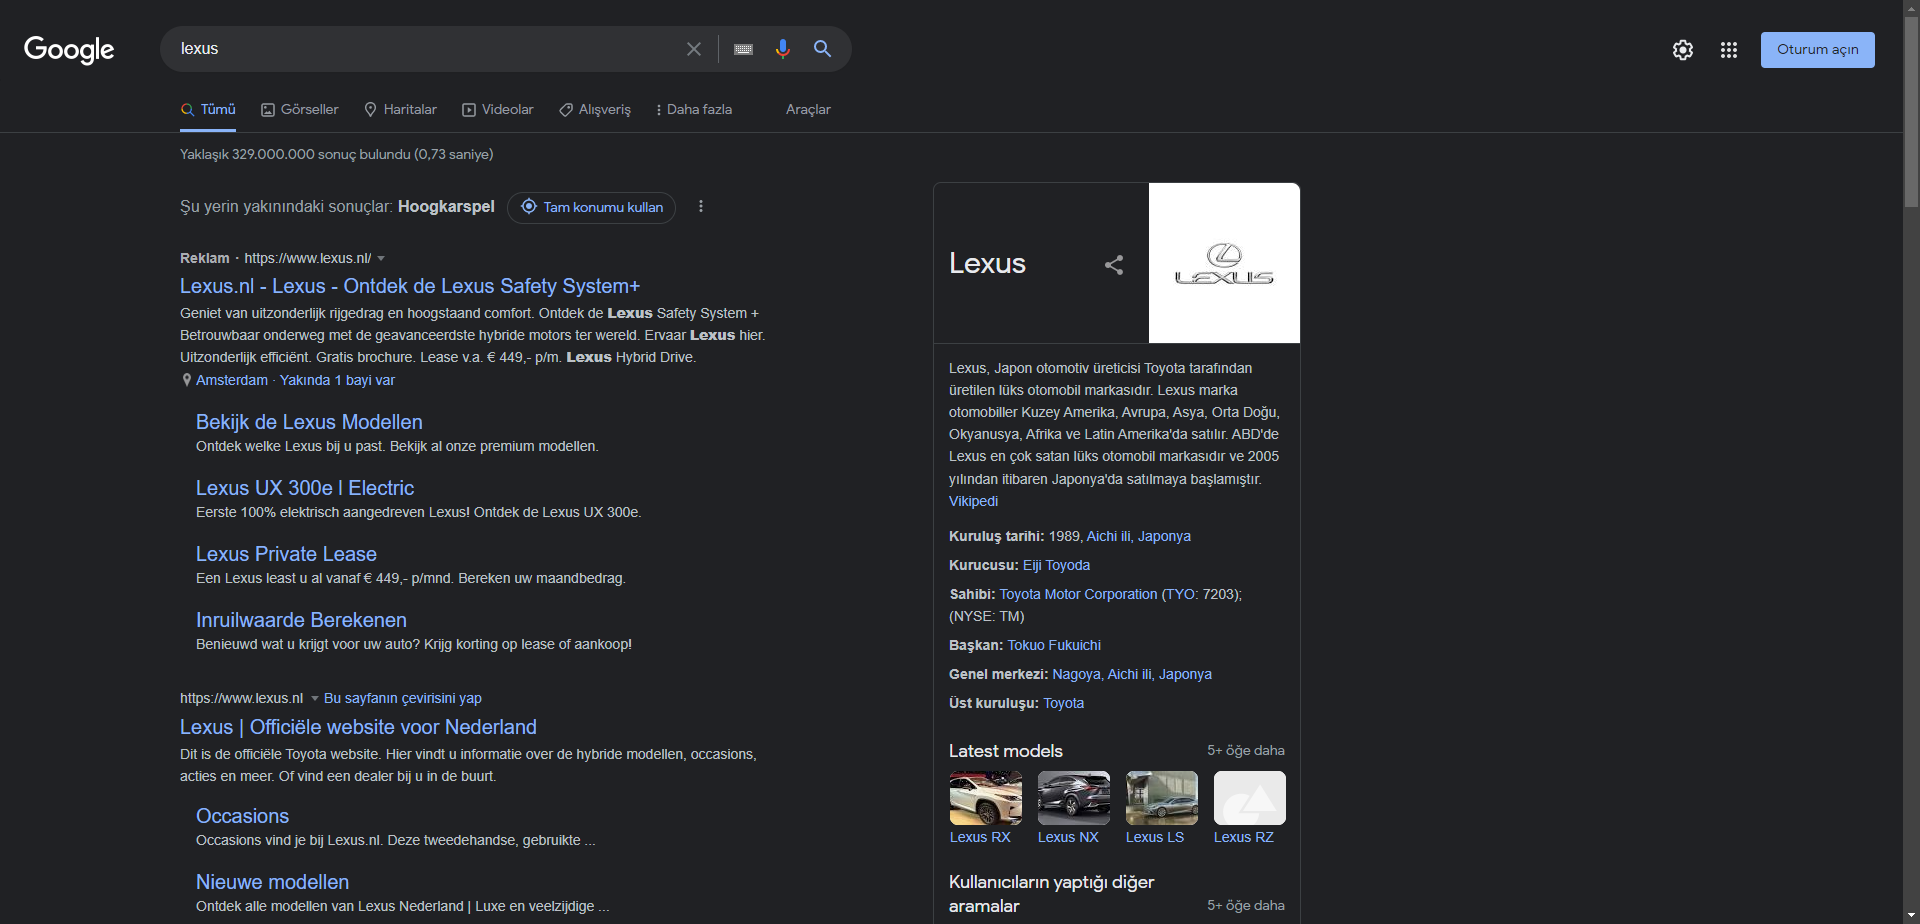 Google
lexus
Oturum açın
Tümü
Görseller
Haritalar
Videolar
Alışveriş
Daha fazla
Araçlar
Yaklaşık 329.000.000 sonuç bulundu (0,73 saniye)
Şu yerin yakınındaki sonuçlar: Hoogkarspel
Tam konumu kullan
Reklam · https://www.lexus.nl/
Lexus.nl - Lexus - Ontdek de Lexus Safety System+
Geniet van uitzonderlijk rijgedrag en hoogstaand comfort. Ontdek de Lexus Safety System +
Betrouwbaar onderweg met de geavanceerdste hybride motors ter wereld. Ervaar Lexus hier.
Uitzonderlijk efficiënt. Gratis brochure. Lease v.a. € 449,- p/m. Lexus Hybrid Drive.
Amsterdam · Yakında 1 bayi var
Bekijk de Lexus Modellen
Ontdek welke Lexus bij u past. Bekijk al onze premium modellen.
Lexus UX 300e l Electric
Eerste 100% elektrisch aangedreven Lexus! Ontdek de Lexus UX 300e.
Lexus Private Lease
Een Lexus least u al vanaf € 449,- p/mnd. Bereken uw maandbedrag.
Inruilwaarde Berekenen
Benieuwd wat u krijgt voor uw auto? Krijg korting op lease of aankoop!
https://www.lexus.nl
Bu sayfanın çevirisini yap
Lexus | Officiële website voor Nederland
Dit is de officiële Toyota website. Hier vindt u informatie over de hybride modellen, occasions,
acties en meer. Of vind een dealer bij u in de buurt.
Occasions
Occasions vind je bij Lexus.nl. Deze tweedehandse, gebruikte ...
Nieuwe modellen
Ontdek alle modellen van Lexus Nederland | Luxe en veelzijdige ...
Lexus
LEXUS
Lexus, Japon otomotiv üreticisi Toyota tarafından
üretilen lüks otomobil markasıdır. Lexus marka
otomobiller Kuzey Amerika, Avrupa, Asya, Orta Doğu,
Okyanusya, Afrika ve Latin Amerika'da satılır. ABD'de
Lexus en çok satan lüks otomobil markasıdır ve 2005
yılından itibaren Japonya'da satılmaya başlamıştır.
Vikipedi
Kuruluş tarihi: 1989, Aichi ili, Japonya
Kurucusu: Eiji Toyoda
Sahibi: Toyota Motor Corporation (TYO: 7203);
(NYSE: TM)
Başkan: Tokuo Fukuichi
Genel merkezi: Nagoya, Aichi ili, Japonya
Üst kuruluşu: Toyota
Latest models
5+ öğe daha
Lexus RX
Lexus NX
Lexus LS
Lexus RZ
Kullanıcıların yaptığı diğer
aramalar
5+ öğe daha